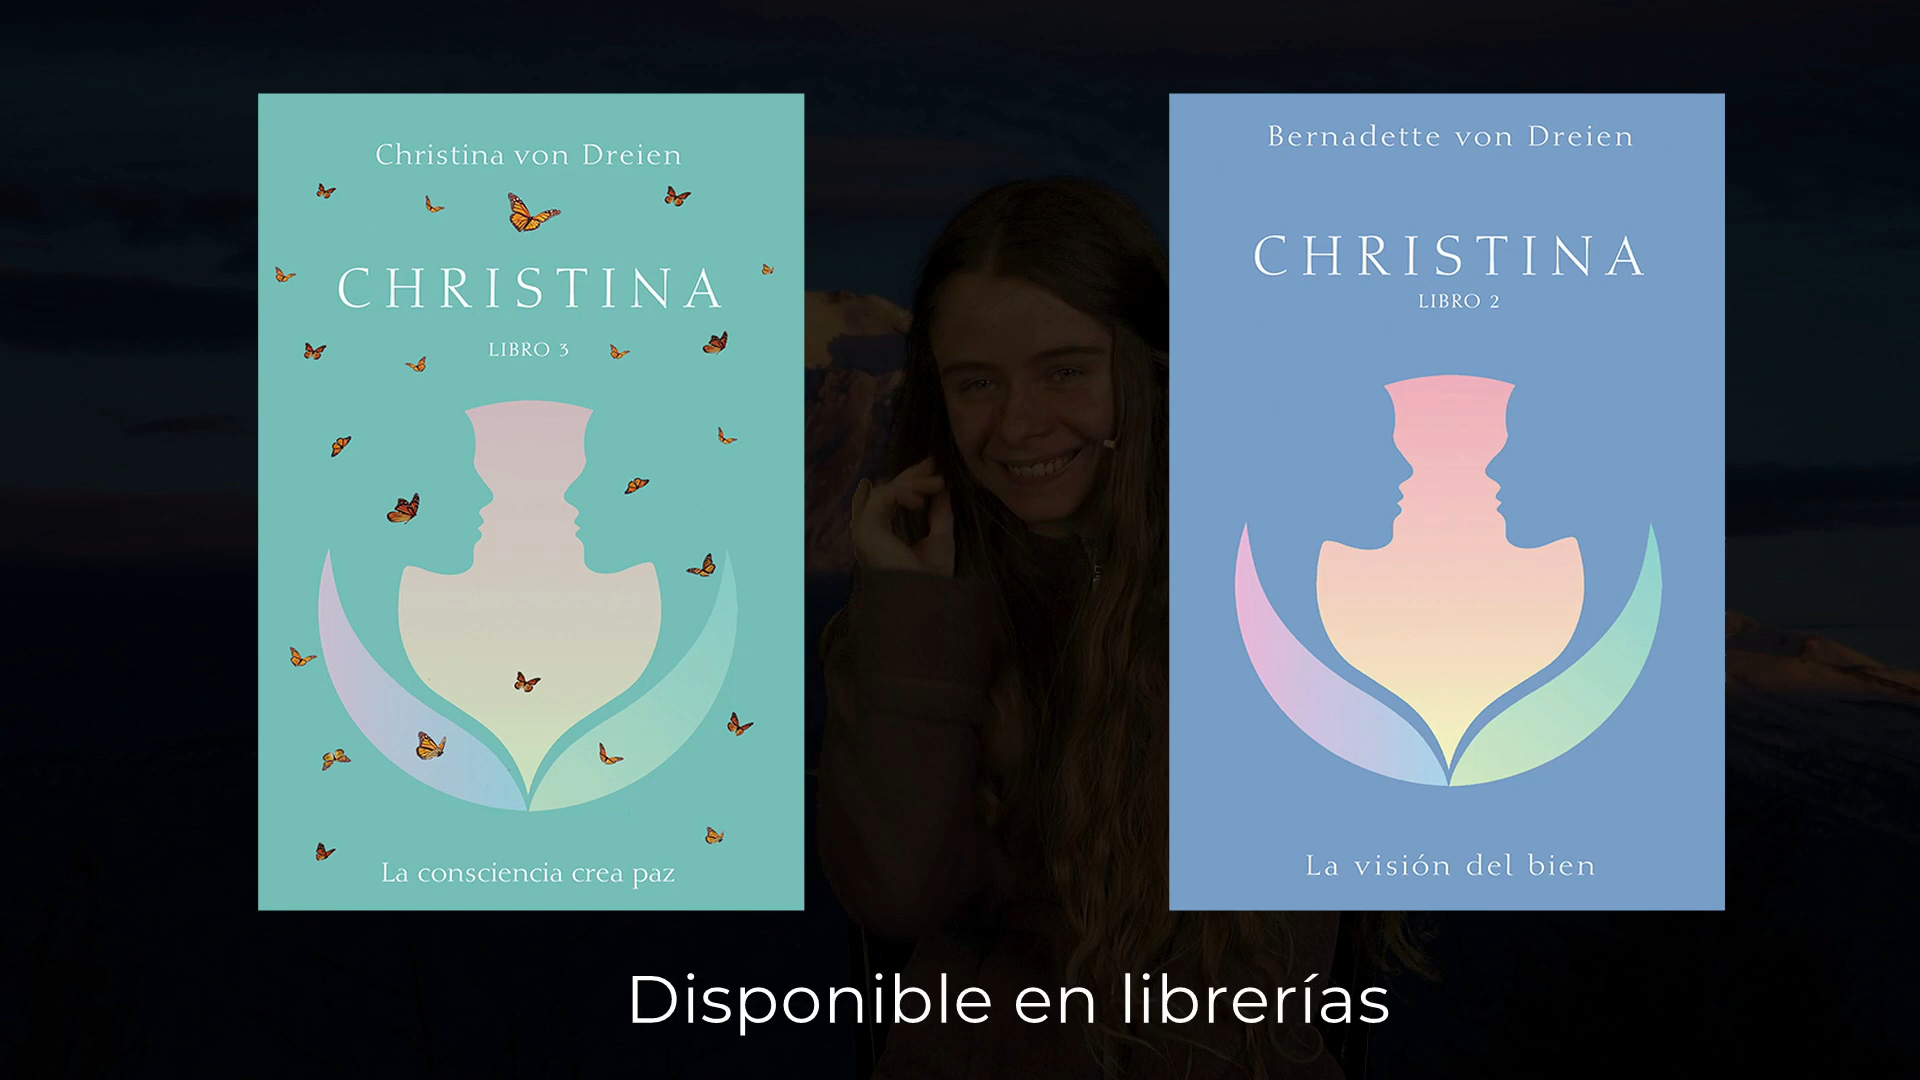 Christina von Dreien
CHRISTINA
LIBRO 3
La consciencia crea paz
Bernadette von Dreien
CHRISTINA
LIBRO 2
La visión del bien
Disponible en librerías